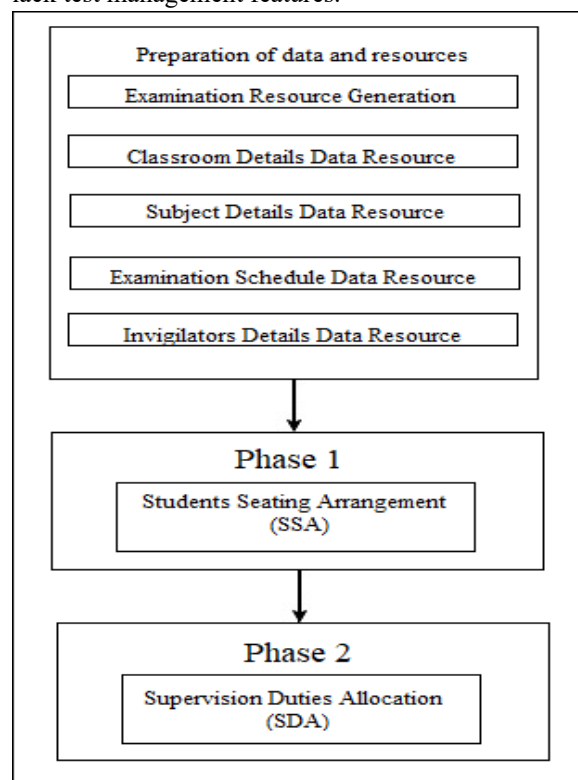 lack test management features.
Preparation of data and resources
Examination Resource Generation
Classroom Details Data Resource
Subject Details Data Resource
Examination Schedule Data Resource
Invigilators Details Data Resource
Phase 1
Students Seating Arrangement
(SSA)
Phase 2
Supervision Duties Allocation
(SDA)